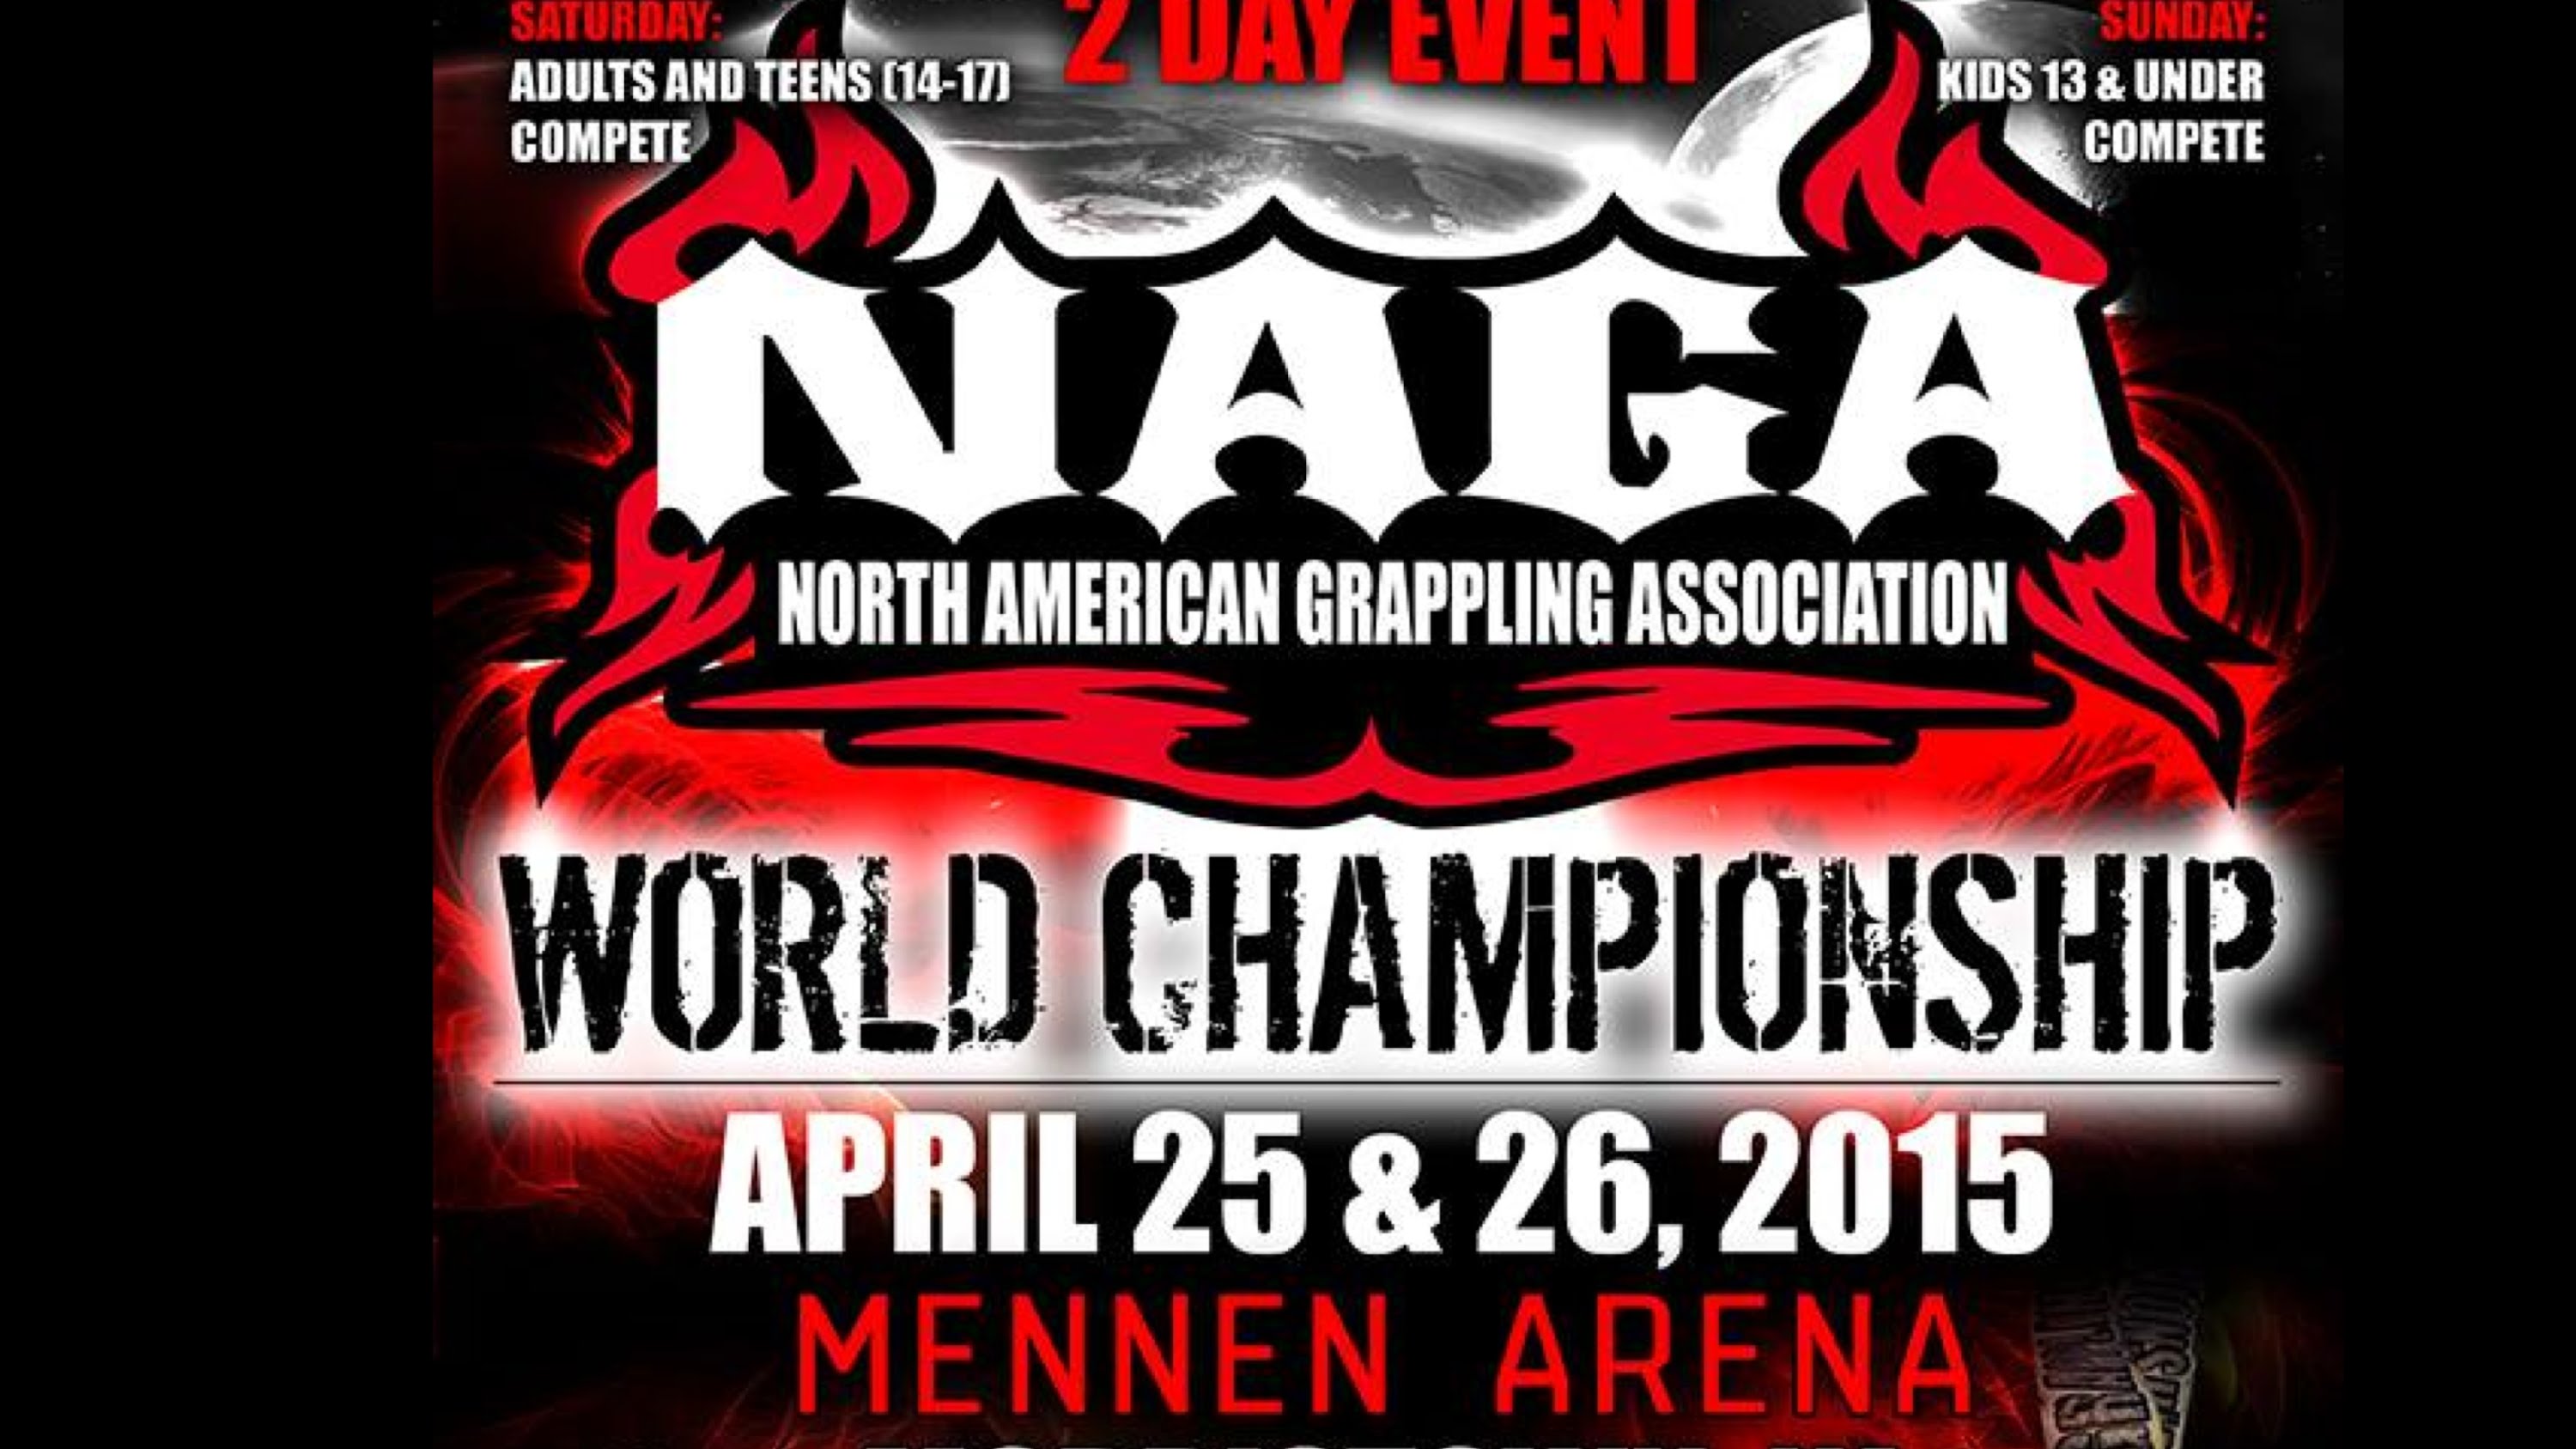 2 DAY EVENT
SATURDAY:
ADULTS AND TEENS (14-17)
COMPETE
SUNDAY:
KIDS 13 & UNDER
COMPETE
NAGA
NORTH AMERICAN GRAPPLING ASSOCIATION
WORLD CHAMPIONSHIP
APRIL 25 & 26, 2015
MENNEN ARENA